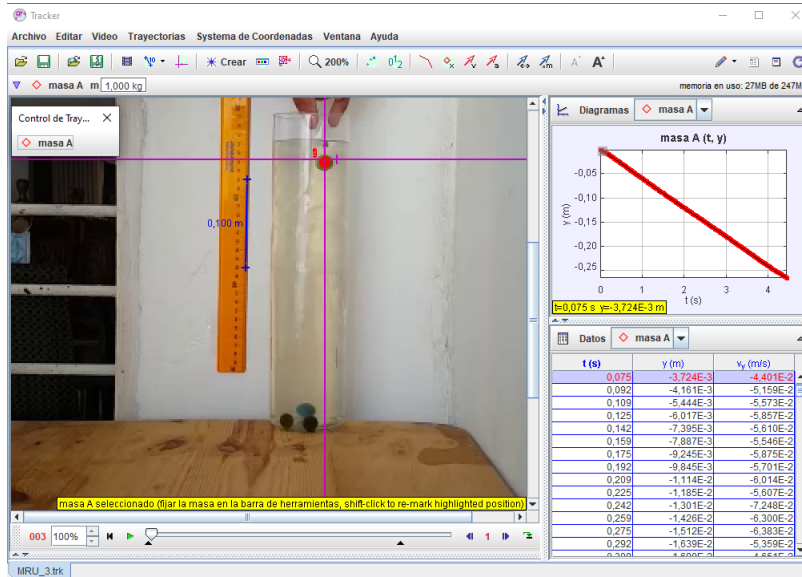 Tracker
Archivo Editar Video Trayectorias Systema de Coordenadas Ventana Ayuda
Crear 200%
masa A m 1,000 kg
memoria en uso: 27MB de 247M
Control de Tray...
masa A
0,100 m
Diagramas masa A
masa A (t, y)
y (m)
-0,05
-0,10
-0,15
-0,20
-0,25
0 1 2 3 4
t (s)
t=0,075 s y=-3,724E-3 m
Datos masa A
t (s) y (m) vy (m/s)
0,075 -3,724E-3 -4,401E-2
0,092 -4,161E-3 -5,159E-2
0,109 -5,444E-3 -5,573E-2
0,125 -6,017E-3 -5,857E-2
0,142 -7,395E-3 -5,610E-2
0,159 -7,887E-3 -5,546E-2
0,175 -9,245E-3 -5,875E-2
0,192 -9,845E-3 -5,701E-2
0,209 -1,114E-2 -6,014E-2
0,225 -1,185E-2 -5,607E-2
0,242 -1,301E-2 -7,248E-2
0,259 -1,426E-2 -6,300E-2
0,275 -1,512E-2 -6,383E-2
0,292 -1,639E-2 -5,359E-2
masa A seleccionado (fijar la masa en la barra de herramientas, shift-click to re-mark highlighted position)
003 100% 1
MRU_3.trk